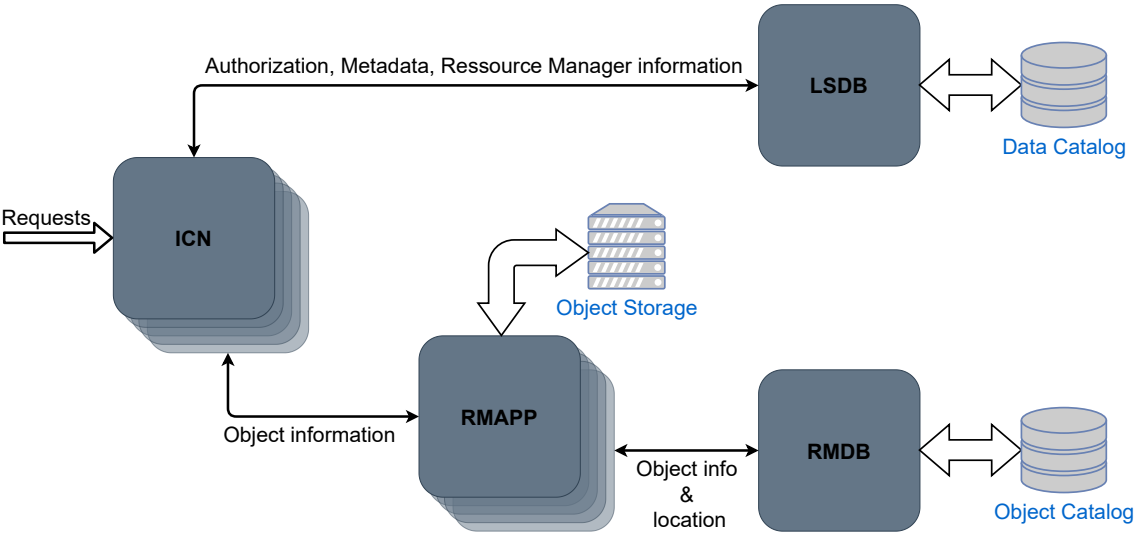 Authorization, Metadata, Ressource Manager information
LSDB
Data Catalog
Requests
ICN
Object Storage
RMAPP
Object information
Object info
&
location
RMDB
Object Catalog